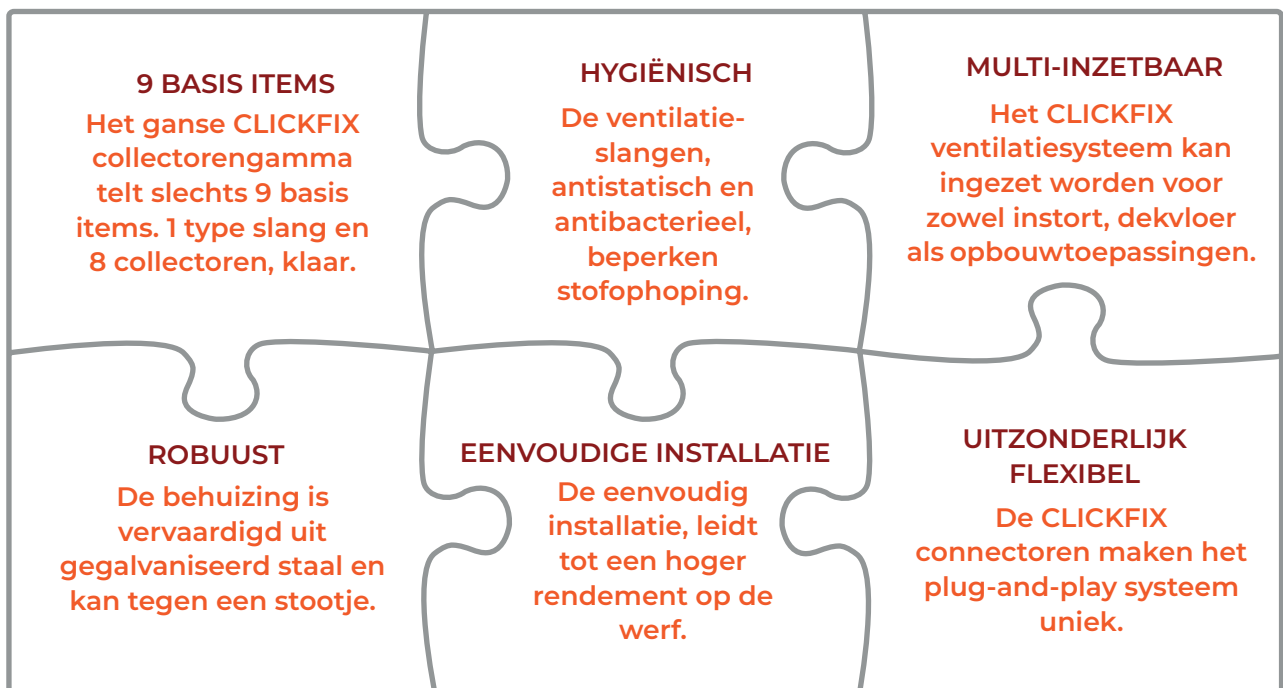 9 BASIS ITEMS
Het ganse CLICKFIX
collectorengamma
telt slechts 9 basis
items. 1 type slang en
8 collectoren, klaar.
HYGIËNISCH
De ventilatie-
slangen,
antistatisch en
antibacterieel,
beperken
stofophoping.
MULTI-INZETBAAR
Het CLICKFIX
ventilatiesysteem kan
ingezet worden voor
zowel instort, dekvloer
als opbouwtoepassingen.
ROBUUST
De behuizing is
vervaardigd uit
gegalvaniseerd staal en
kan tegen een stootje.
EENVOUDIGE INSTALLATIE
De eenvoudig
installatie, leidt
tot een hoger
rendement op de
werf.
UITZONDERLIJK
FLEXIBEL
De CLICKFIX
connectoren maken het
plug-and-play systeem
uniek.